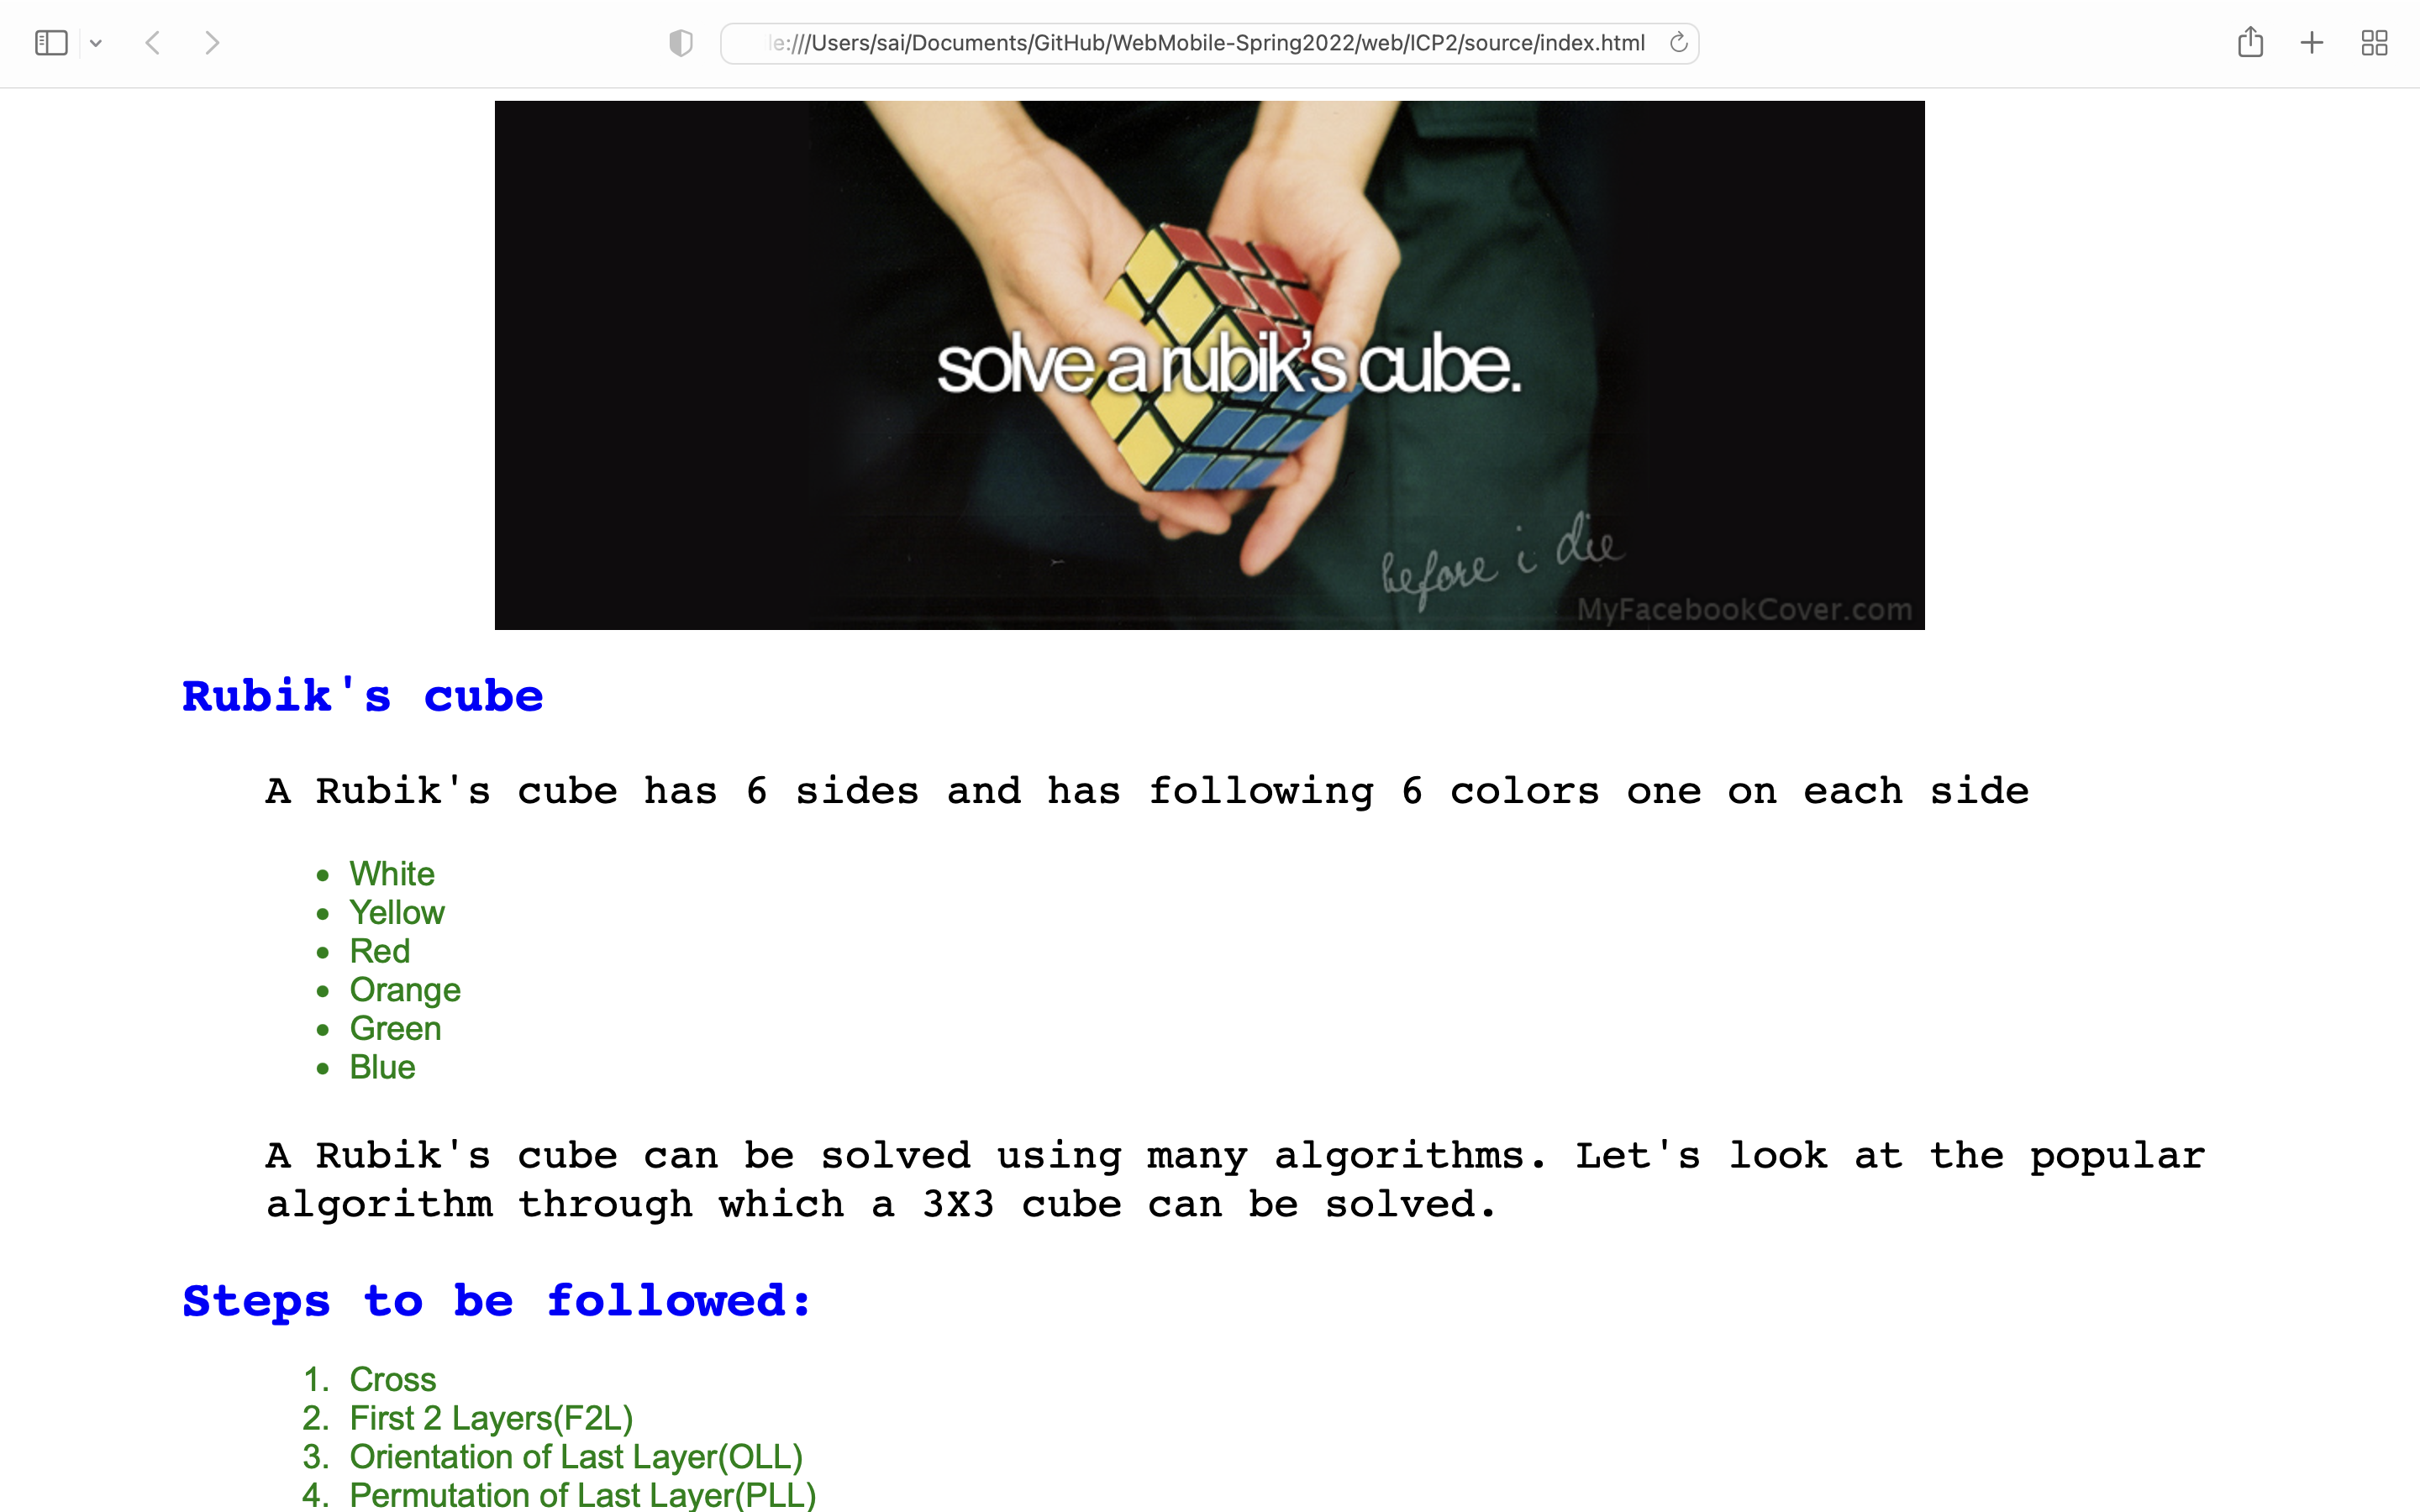 e:///Users/sai/Documents/GitHub/WebMobile-Spring2022/web/ICP2/source/index.html
solve a rubik's cube.
before i die
MyFacebookCover.com
Rubik's cube
A Rubik's cube has 6 sides and has following 6 colors one on each side
• White
• Yellow
• Red
• Orange
• Green
• Blue
A Rubik's cube can be solved using many algorithms. Let's look at the popular
algorithm through which a 3X3 cube can be solved.
Steps to be followed:
1. Cross
2. First 2 Layers(F2L)
3. Orientation of Last Layer(OLL)
4. Permutation of Last Layer(PLL)